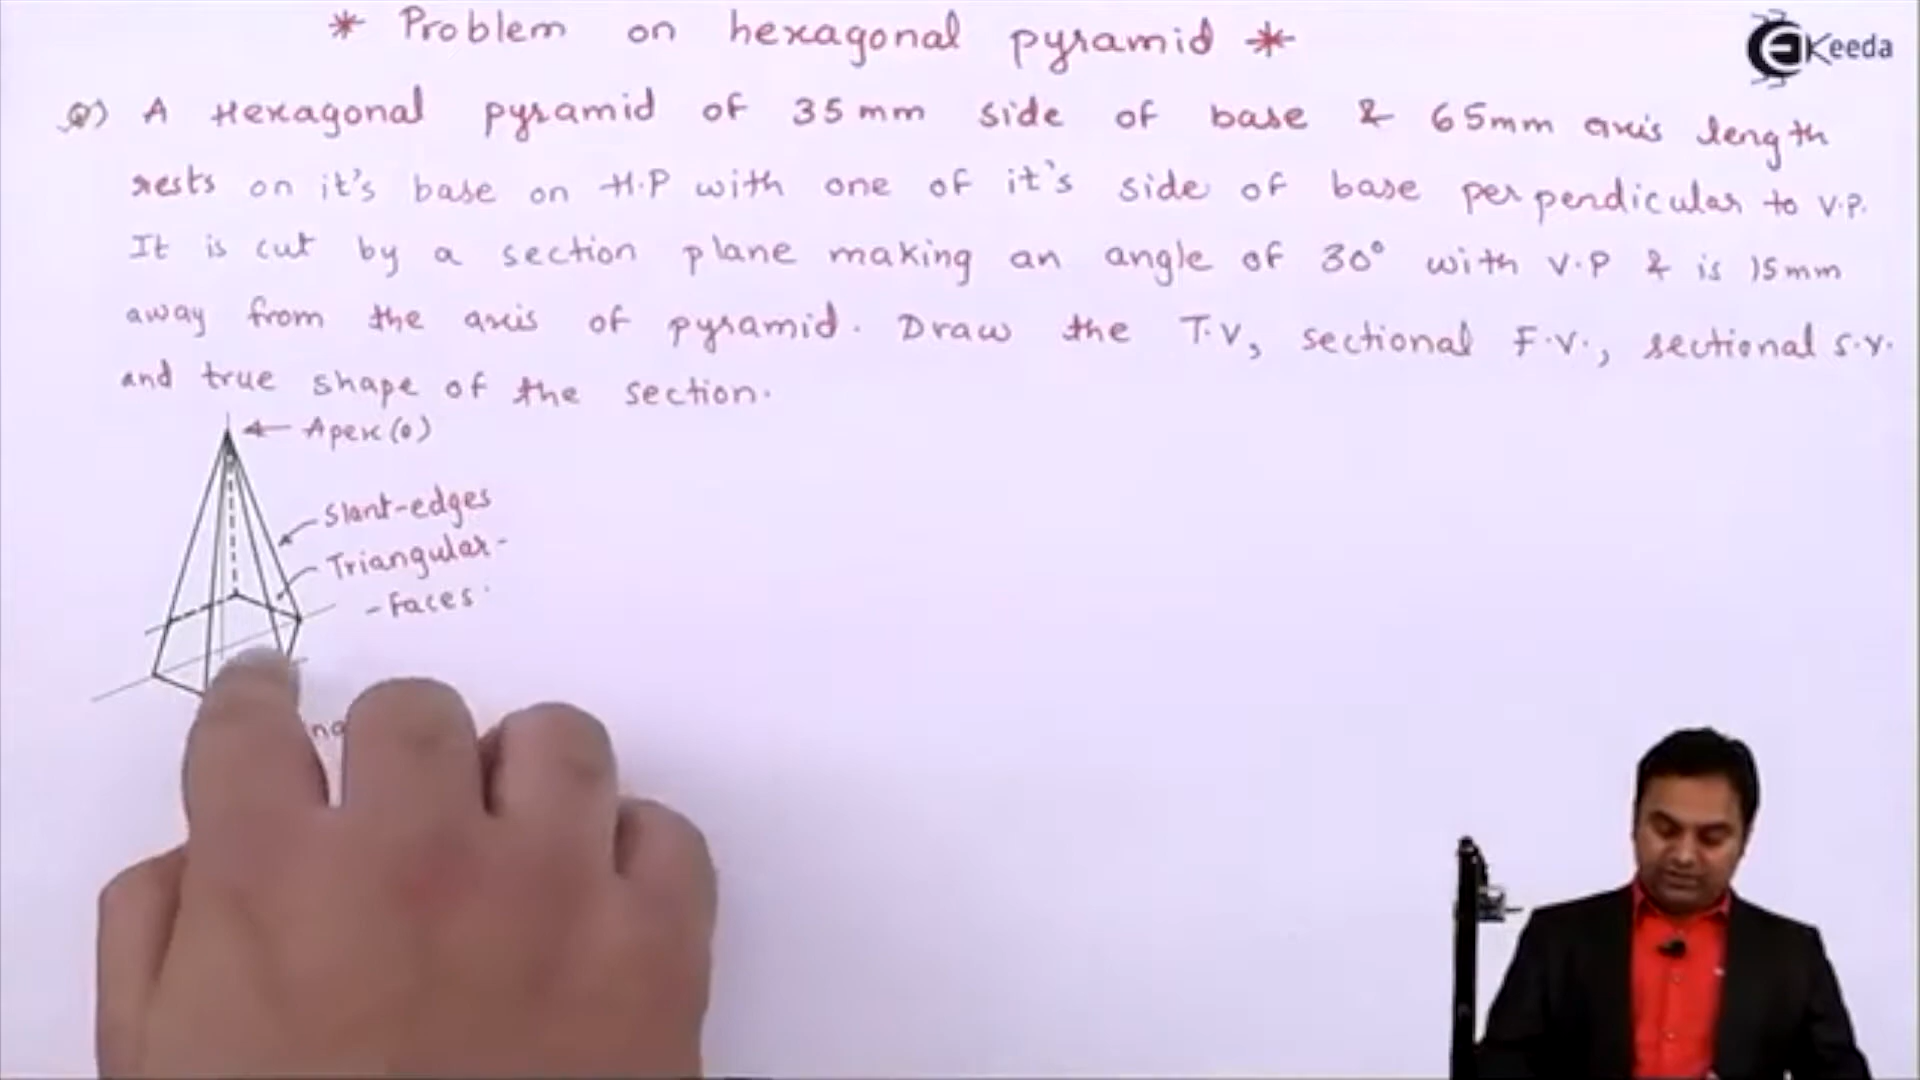 * Problem on hexagonal pyramid *
EKeeda
Q) A Hexagonal pyramid of 35mm side of base & 65mm axis length
rests on it's base on H.P with one of it's side of base perpendicular to V.P.
It is cut by a section plane making an angle of 30° with V.P & is 15mm
away from the axis of pyramid. Draw the T.V, sectional F.V., sectional S.V.
and true shape of the section.
Apex (o)
Slant-edges
Triangular-
-Faces